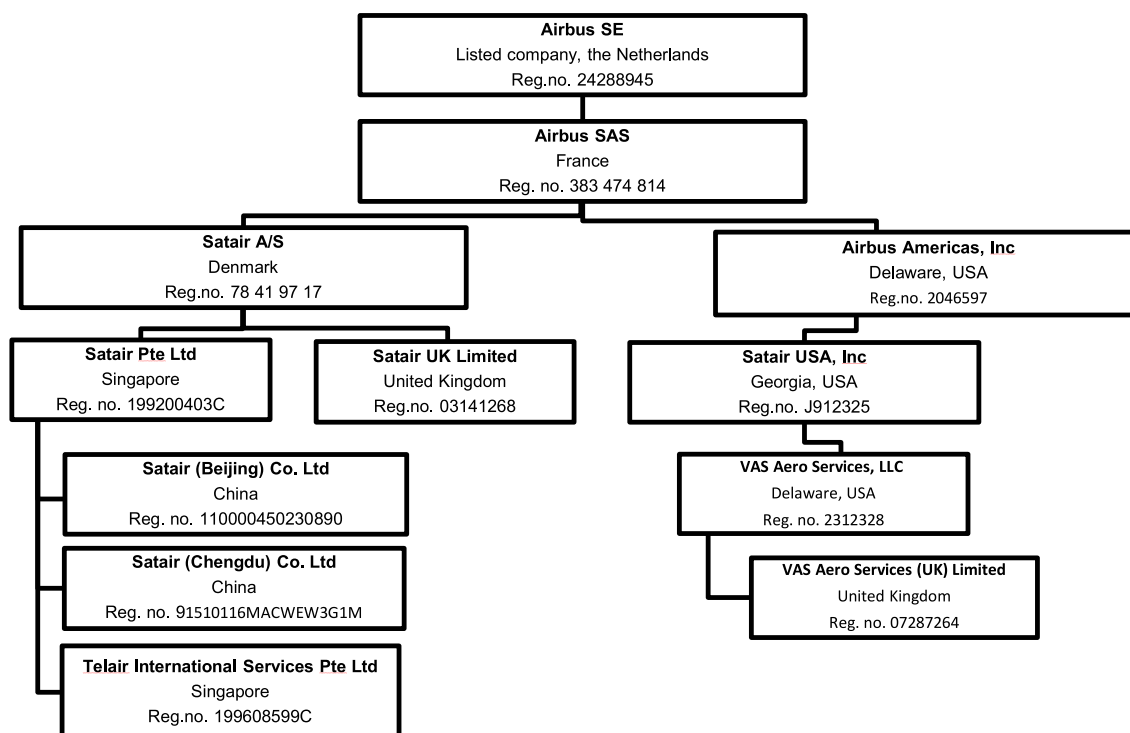 Airbus SE
Listed company, the Netherlands
Reg.no. 24288945
Airbus SAS
France
Reg. no. 383 474 814
Satair A/S
Denmark
Reg.no. 78 41 97 17
Airbus Americas, Inc
Delaware, USA
Reg.no. 2046597
Satair Pte Ltd
Singapore
Reg. no. 199200403C
Satair UK Limited
United Kingdom
Reg.no. 03141268
Satair USA, Inc
Georgia, USA
Reg.no. J912325
Satair (Beijing) Co. Ltd
China
Reg. no. 110000450230890
VAS Aero Services, LLC
Delaware, USA
Reg. no. 2312328
Satair (Chengdu) Co. Ltd
China
Reg. no. 91510116MACWEW3G1M
VAS Aero Services (UK) Limited
United Kingdom
Reg. no. 07287264
Telair International Services Pte Ltd
Singapore
Reg.no. 199608599C